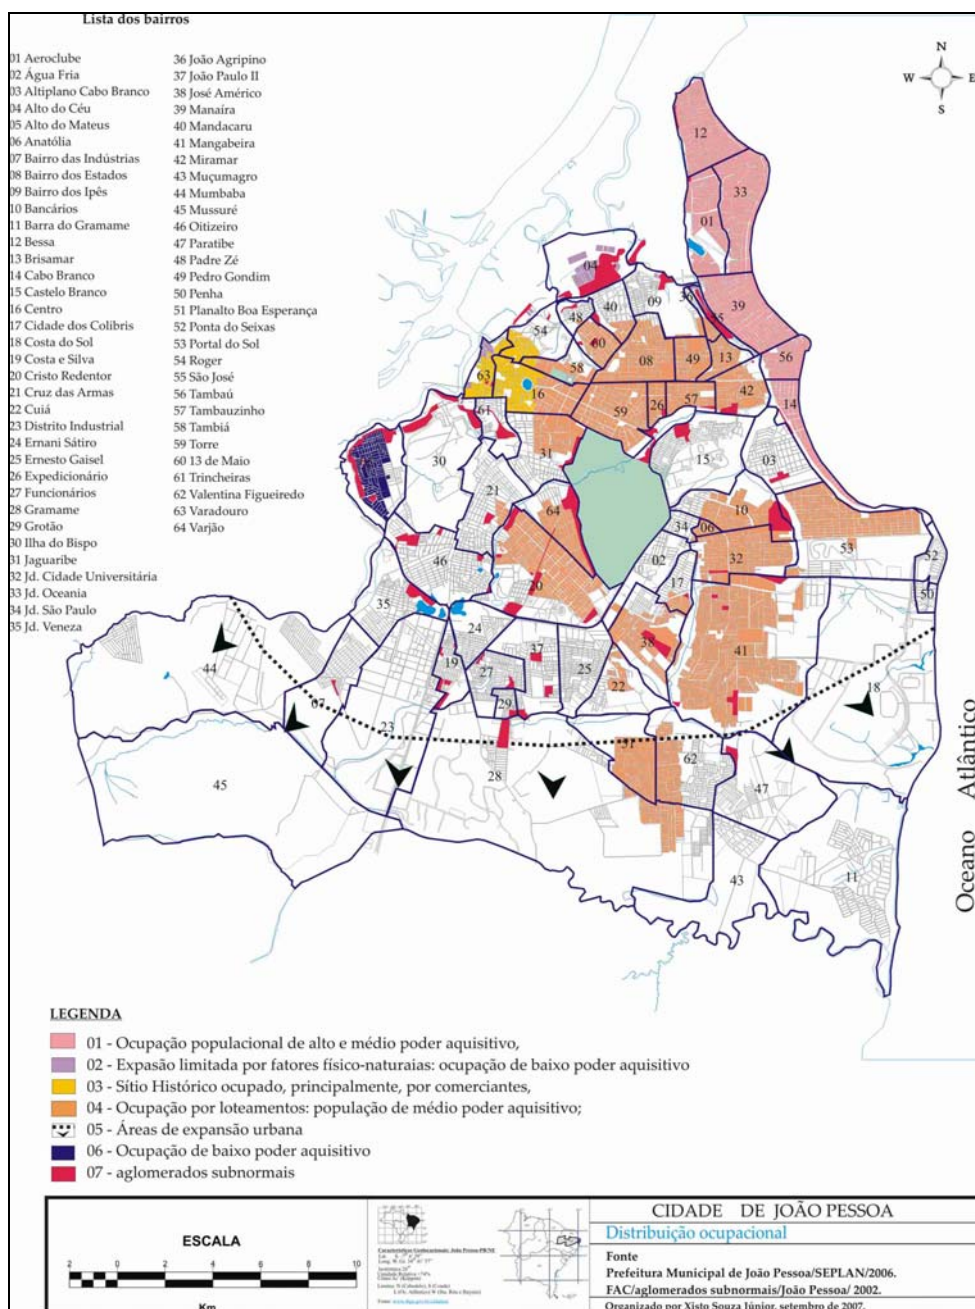 Lista dos bairros
01 Aeroclube
02 Água Fria
03 Altiplano Cabo Branco
04 Alto do Céu
05 Alto do Mateus
06 Anatólia
07 Bairro das Indústrias
08 Bairro dos Estados
09 Bairro dos Ipês
10 Bancários
11 Barra do Gramame
12 Bessa
13 Brisamar
14 Cabo Branco
15 Castelo Branco
16 Centro
17 Cidade dos Colibris
18 Costa do Sol
19 Costa e Silva
20 Cristo Redentor
21 Cruz das Armas
22 Cuiá
23 Distrito Industrial
24 Ernani Sátiro
25 Ernesto Gaisel
26 Expedicionário
27 Funcionários
28 Gramame
29 Grotão
30 Ilha do Bispo
31 Jaguaribe
32 Jd. Cidade Universitária
33 Jd. Oceania
34 Jd. São Paulo
35 Jd. Veneza
36 João Agripino
37 João Paulo II
38 José Américo
39 Manaíra
40 Mandacaru
41 Mangabeira
42 Miramar
43 Muçumagro
44 Mumbaba
45 Mussuré
46 Oitizeiro
47 Paratibe
48 Padre Zé
49 Pedro Gondim
50 Penha
51 Planalto Boa Esperança
52 Ponta do Seixas
53 Portal do Sol
54 Roger
55 São José
56 Tambaú
57 Tambauzinho
58 Tambiá
59 Torre
60 13 de Maio
61 Trincheiras
62 Valentina Figueiredo
63 Varadouro
64 Varjão
N
W E
S
12
33
01
04
36
39
40
09
48
54
55
60
13
56
08
49
58
63
42
16
26
57
14
59
61
31
15
03
30
21
64
10
34
06
53
32
46
02
52
20
17
50
35
24
38
41
37
19
27
25
44
22
18
29
07
23
51
62
28
45
47
43
11
Oceano Atlântico
LEGENDA
01 - Ocupação populacional de alto e médio poder aquisitivo,
02 - Expasão limitada por fatores físico-naturaias: ocupação de baixo poder aquisitivo
03 - Sítio Histórico ocupado, principalmente, por comerciantes,
04 - Ocupação por loteamentos: população de médio poder aquisitivo;
05 - Áreas de expansão urbana
06 - Ocupação de baixo poder aquisitivo
07 - aglomerados subnormais
ESCALA
2 0 2 4 6 8 10
Km
CIDADE DE JOÃO PESSOA
Distribuição ocupacional
Fonte
Prefeitura Municipal de João Pessoa/SEPLAN/2006.
FAC/aglomerados subnormais/João Pessoa/ 2002.
Organizado por Xisto Souza Júnior, setembro de 2007.